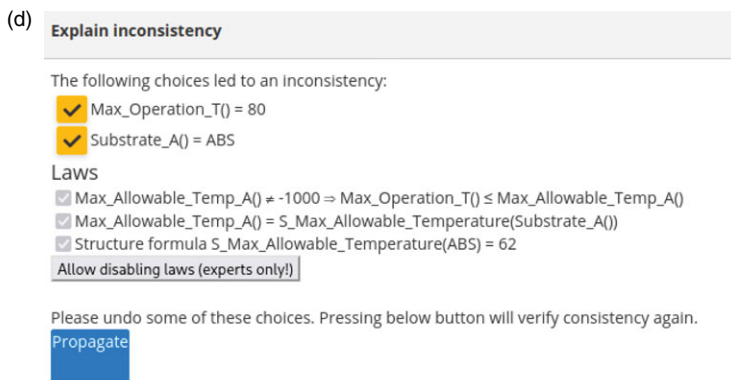 (d)
Explain inconsistency
The following choices led to an inconsistency:
Max_Operation_T() = 80
Substrate_A() = ABS
Laws
Max_Allowable_Temp_A() ≠ -1000 ⇒ Max_Operation_T() ≤ Max_Allowable_Temp_A()
Max_Allowable_Temp_A() = S_Max_Allowable_Temperature(Substrate_A())
Structure formula S_Max_Allowable_Temperature(ABS) = 62
Allow disabling laws (experts only!)
Please undo some of these choices. Pressing below button will verify consistency again.
Propagate